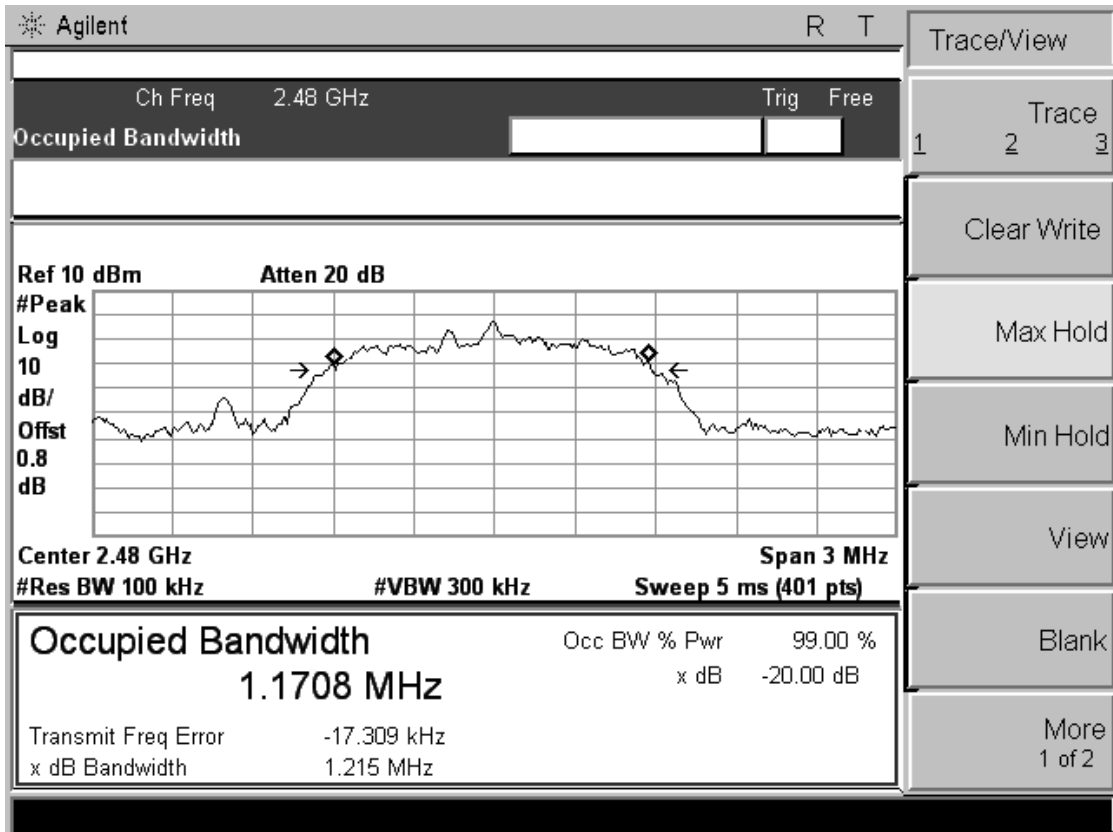 Agilent R T
Ch Freq 2.48 GHz Trig Free
Occupied Bandwidth
Ref 10 dBm Atten 20 dB
#Peak
Log
10
dB/
Offst
0.8
dB
Center 2.48 GHz Span 3 MHz
#Res BW 100 kHz #VBW 300 kHz Sweep 5 ms (401 pts)
Occupied Bandwidth Occ BW % Pwr 99.00 %
1.1708 MHz x dB -20.00 dB
Transmit Freq Error -17.309 kHz
x dB Bandwidth 1.215 MHz
Trace/View
Trace
1 2 3
Clear Write
Max Hold
Min Hold
View
Blank
More
1 of 2